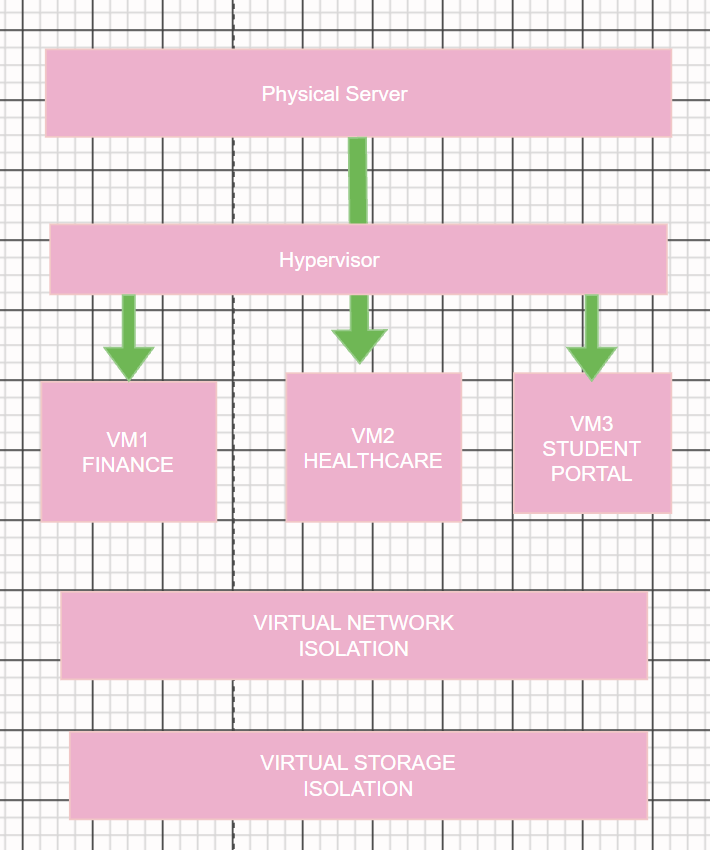 Physical Server
Hypervisor
VM1
FINANCE
VM2
HEALTHCARE
VM3
STUDENT
PORTAL
VIRTUAL NETWORK
ISOLATION
VIRTUAL STORAGE
ISOLATION